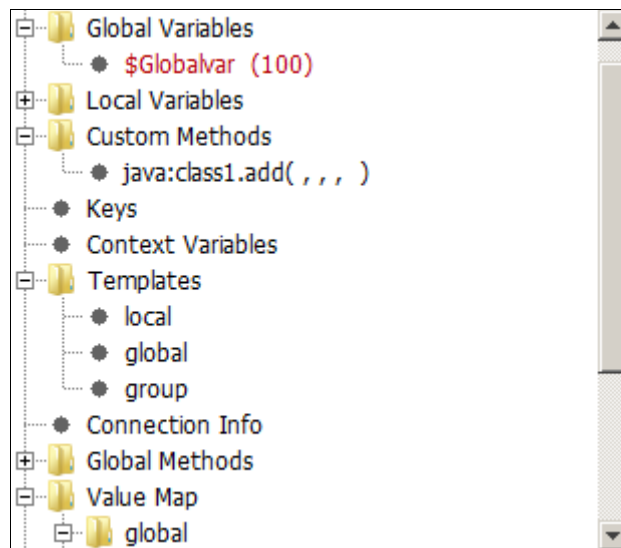 Global Variables
$Globalvar (100)
Local Variables
Custom Methods
java:class1.add( , , , )
Keys
Context Variables
Templates
local
global
group
Connection Info
Global Methods
Value Map
global